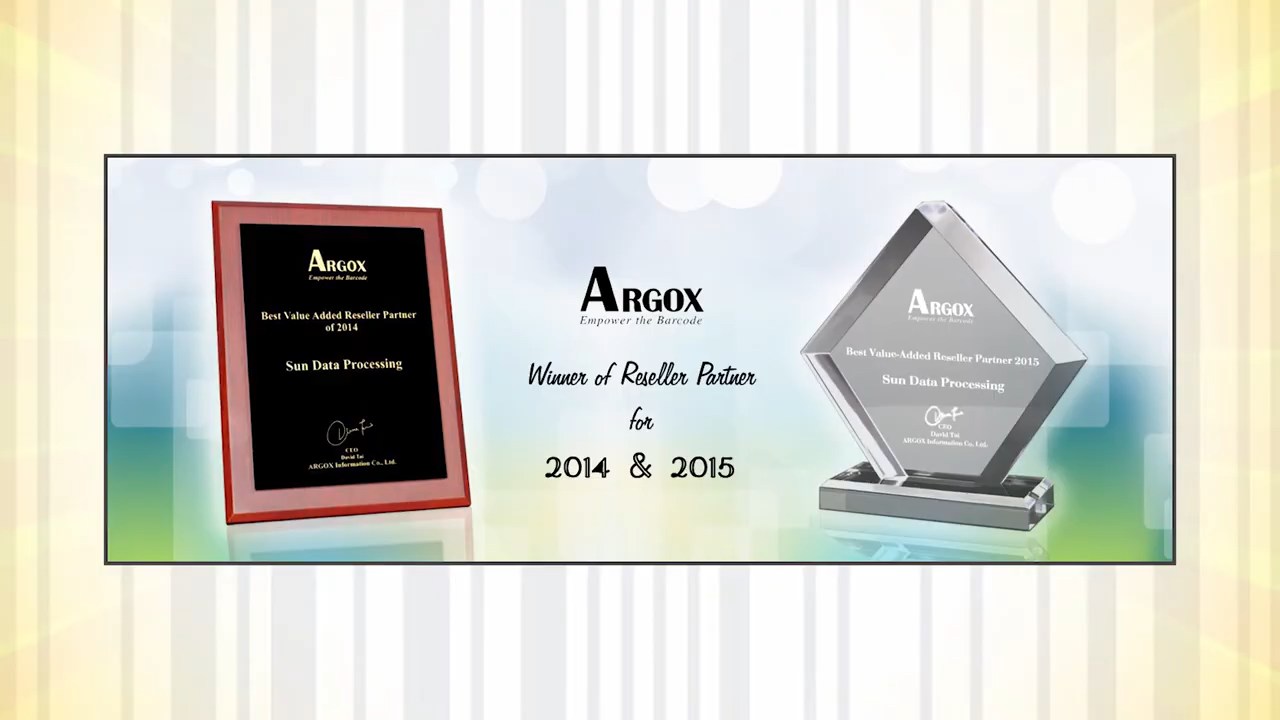 ARGOX
Empower the Barcode
Best Value Added Reseller Partner
of 2014
Sun Data Processing
CEO
David Tai
ARGOX Information Co., Ltd.
ARGOX
Empower the Barcode
Winner of Reseller Partner
for
2014 & 2015
ARGOX
Empower the Barcode
Best Value-Added Reseller Partner 2015
Sun Data Processing
CEO
David Tai
ARGOX Information Co., Ltd.